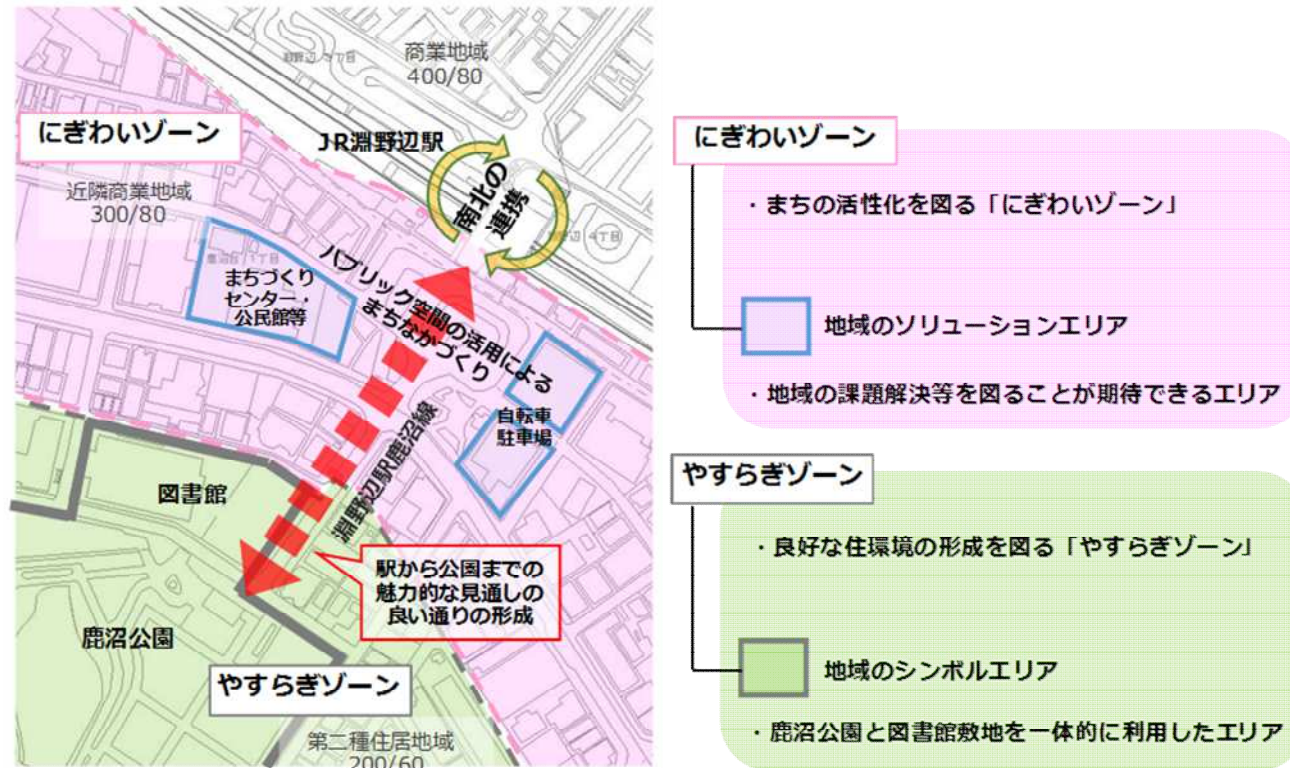 商業地域
400/80
にぎわいゾーン
JR淵野辺駅
近隣商業地域
300/80
南北の
連携
まちづくり
センター・
公民館等
パブリック空間の活用による
まちなかづくり
自転車
駐車場
淵野辺駅鹿沼線
図書館
駅から公園までの
魅力的な見通しの
良い通りの形成
鹿沼公園
やすらぎゾーン
第二種住居地域
200/60
にぎわいゾーン
・まちの活性化を図る「にぎわいゾーン」
地域のソリューションエリア
・地域の課題解決等を図ることが期待できるエリア
やすらぎゾーン
・良好な住環境の形成を図る「やすらぎゾーン」
地域のシンボルエリア
・鹿沼公園と図書館敷地を一体的に利用したエリア